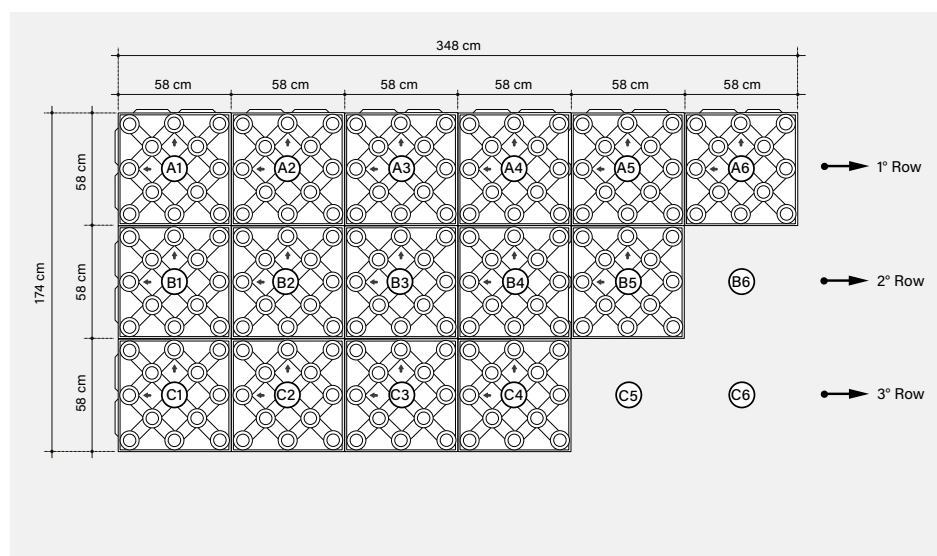 348 cm
58 cm 58 cm 58 cm 58 cm 58 cm 58 cm
174 cm
58 cm
A1 A2 A3 A4 A5 A6
1° Row
58 cm
B1 B2 B3 B4 B5 B6
2° Row
58 cm
C1 C2 C3 C4 C5 C6
3° Row